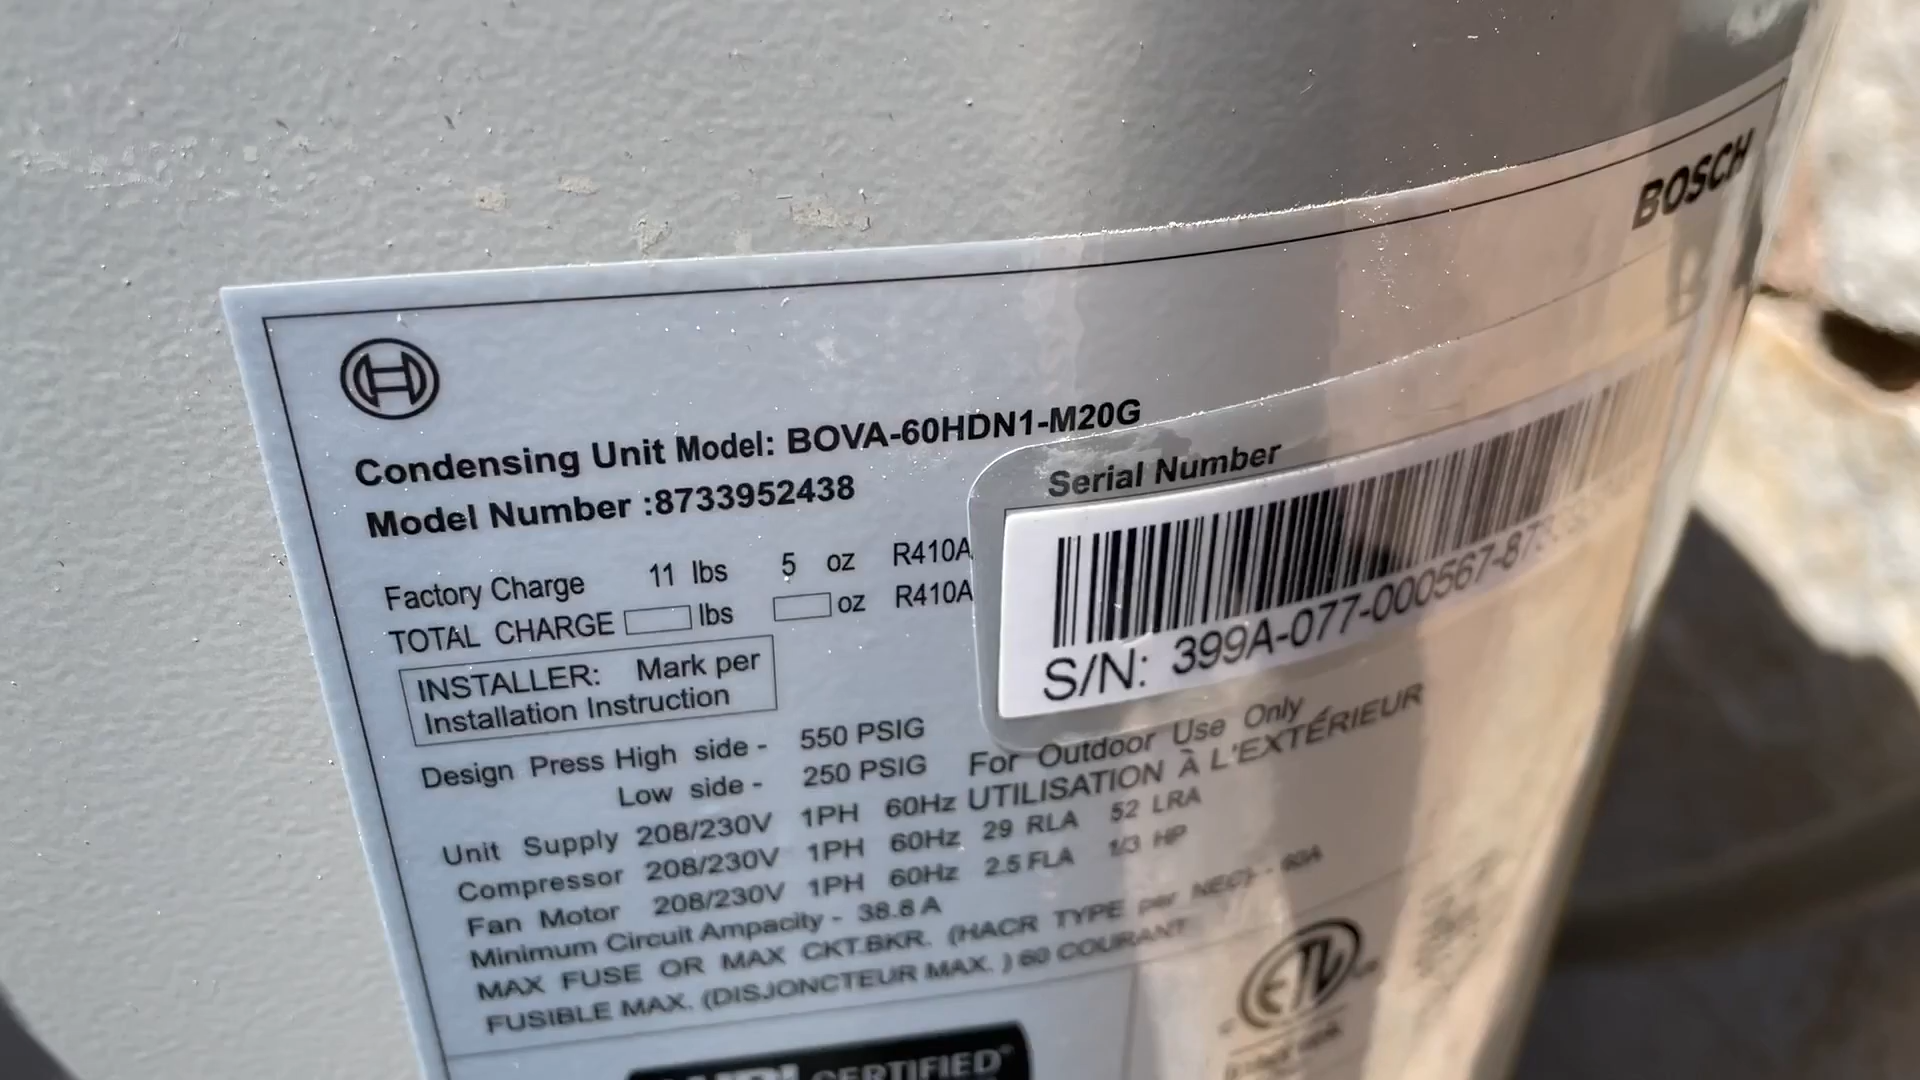 BOSCH
Condensing Unit Model: BOVA-60HDN1-M20G
Model Number :8733952438
Serial Number
S/N: 399A-077-000567-873
Factory Charge 11 lbs 5 oz R410A
TOTAL CHARGE lbs oz R410A
INSTALLER: Mark per
Installation Instruction
Design Press High side - 550 PSIG
Low side - 250 PSIG
For Outdoor Use Only
UTILISATION À L'EXTÉRIEUR
Unit Supply 208/230V 1PH 60Hz
Compressor 208/230V 1PH 60Hz 29 RLA 52 LRA
Fan Motor 208/230V 1PH 60Hz 2.5 FLA 1/3 HP
Minimum Circuit Ampacity - 38.8 A
MAX FUSE OR MAX CKT.BKR. (HACR TYPE per NEC) - 60A
FUSIBLE MAX. (DISJONCTEUR MAX. ) 60 COURANT
ETL
CERTIFIED